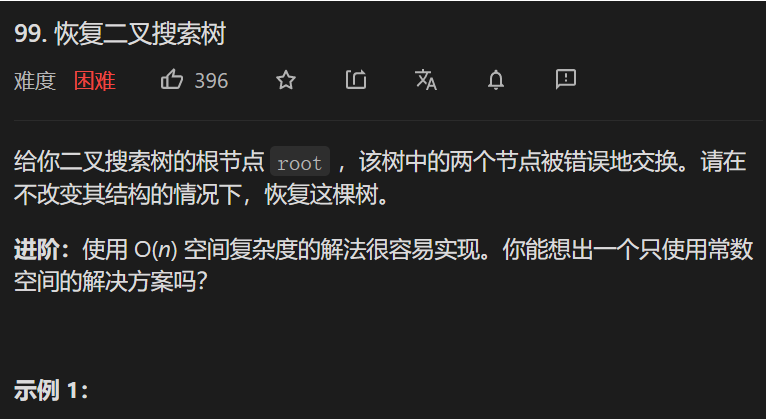 99. 恢复二叉搜索树
难度 困难 396
给你二叉搜索树的根节点 root ，该树中的两个节点被错误地交换。请在
不改变其结构的情况下，恢复这棵树。
进阶：使用 O(n) 空间复杂度的解法很容易实现。你能想出一个只使用常数
空间的解决方案吗？
示例 1：